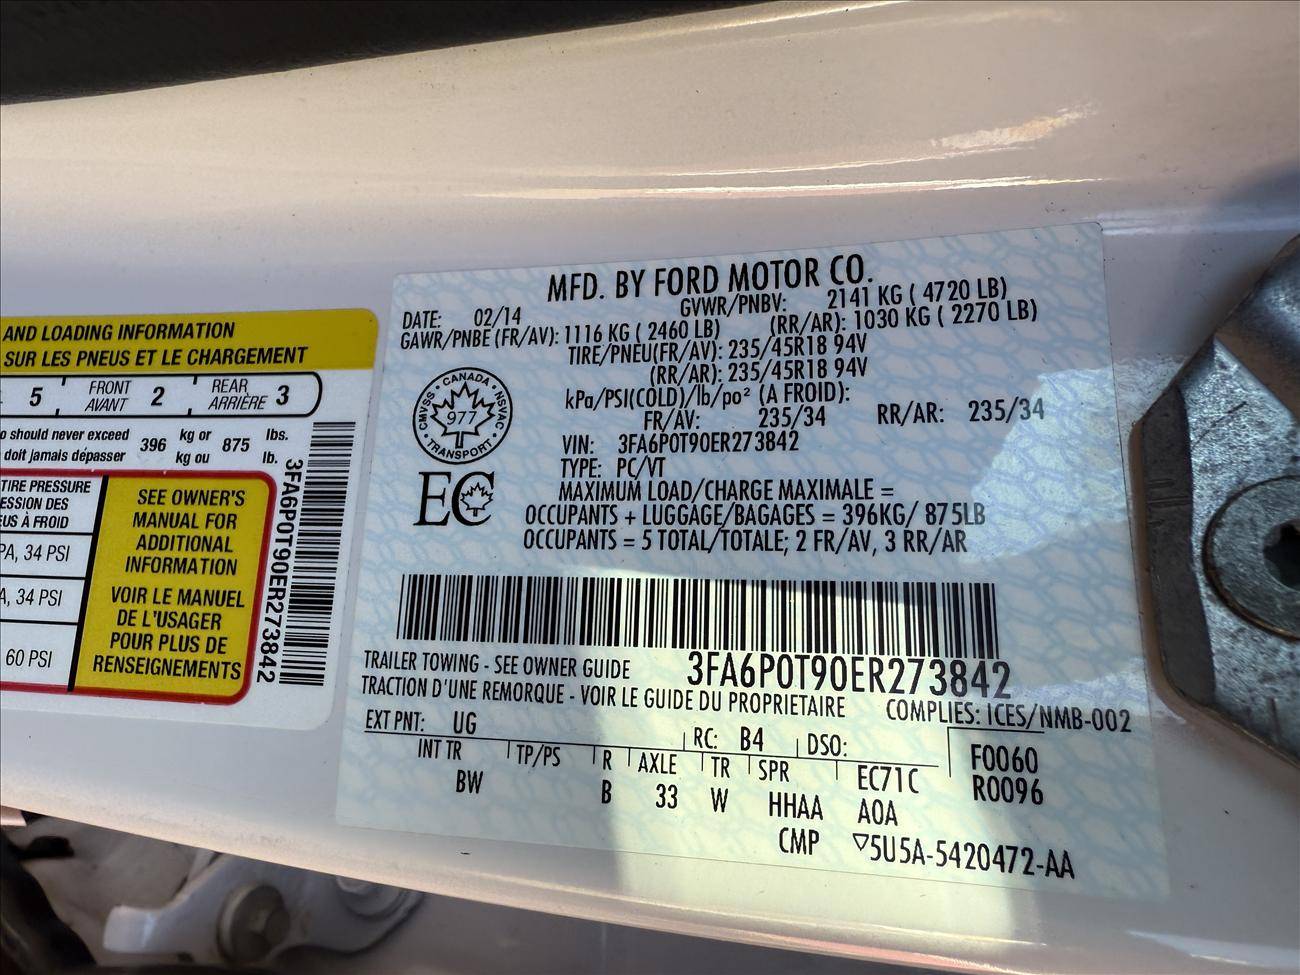 AND LOADING INFORMATION
SUR LES PNEUS ET LE CHARGEMENT
5 FRONT AVANT 2 REAR ARRIÈRE 3
should never exceed 396 kg or 875 lbs.
doit jamais dépasser kg ou lb.
TIRE PRESSURE
DES
À FROID
34 PSI
34 PSI
60 PSI
SEE OWNER'S
MANUAL FOR
ADDITIONAL
INFORMATION
VOIR LE MANUEL
DE L'USAGER
POUR PLUS DE
RENSEIGNEMENTS
3FA6P0T90ER273842
MFD. BY FORD MOTOR CO.
DATE: 02/14 GVWR/PNBV: 2141 KG ( 4720 LB)
GAWR/PNBE (FR/AV): 1116 KG ( 2460 LB) (RR/AR): 1030 KG ( 2270 LB)
TIRE/PNEU(FR/AV): 235/45R18 94V
(RR/AR): 235/45R18 94V
kPa/PSI(COLD)/lb/po² (A FROID):
FR/AV: 235/34 RR/AR: 235/34
VIN: 3FA6P0T90ER273842
TYPE: PC/VT
MAXIMUM LOAD/CHARGE MAXIMALE =
OCCUPANTS + LUGGAGE/BAGAGES = 396KG/ 875LB
OCCUPANTS = 5 TOTAL/TOTALE; 2 FR/AV, 3 RR/AR
CANADA
CMVSS 977 NSVAC
TRANSPORT
EC
3FA6P0T90ER273842
TRAILER TOWING - SEE OWNER GUIDE
TRACTION D'UNE REMORQUE - VOIR LE GUIDE DU PROPRIETAIRE
COMPLIES: ICES/NMB-002
EXT PNT: UG RC: B4 DSO:
F0060
R0096
INT TR TP/PS R AXLE TR SPR EC71C
BW B 33 W HHAA AOA
CMP ▽5U5A-5420472-AA